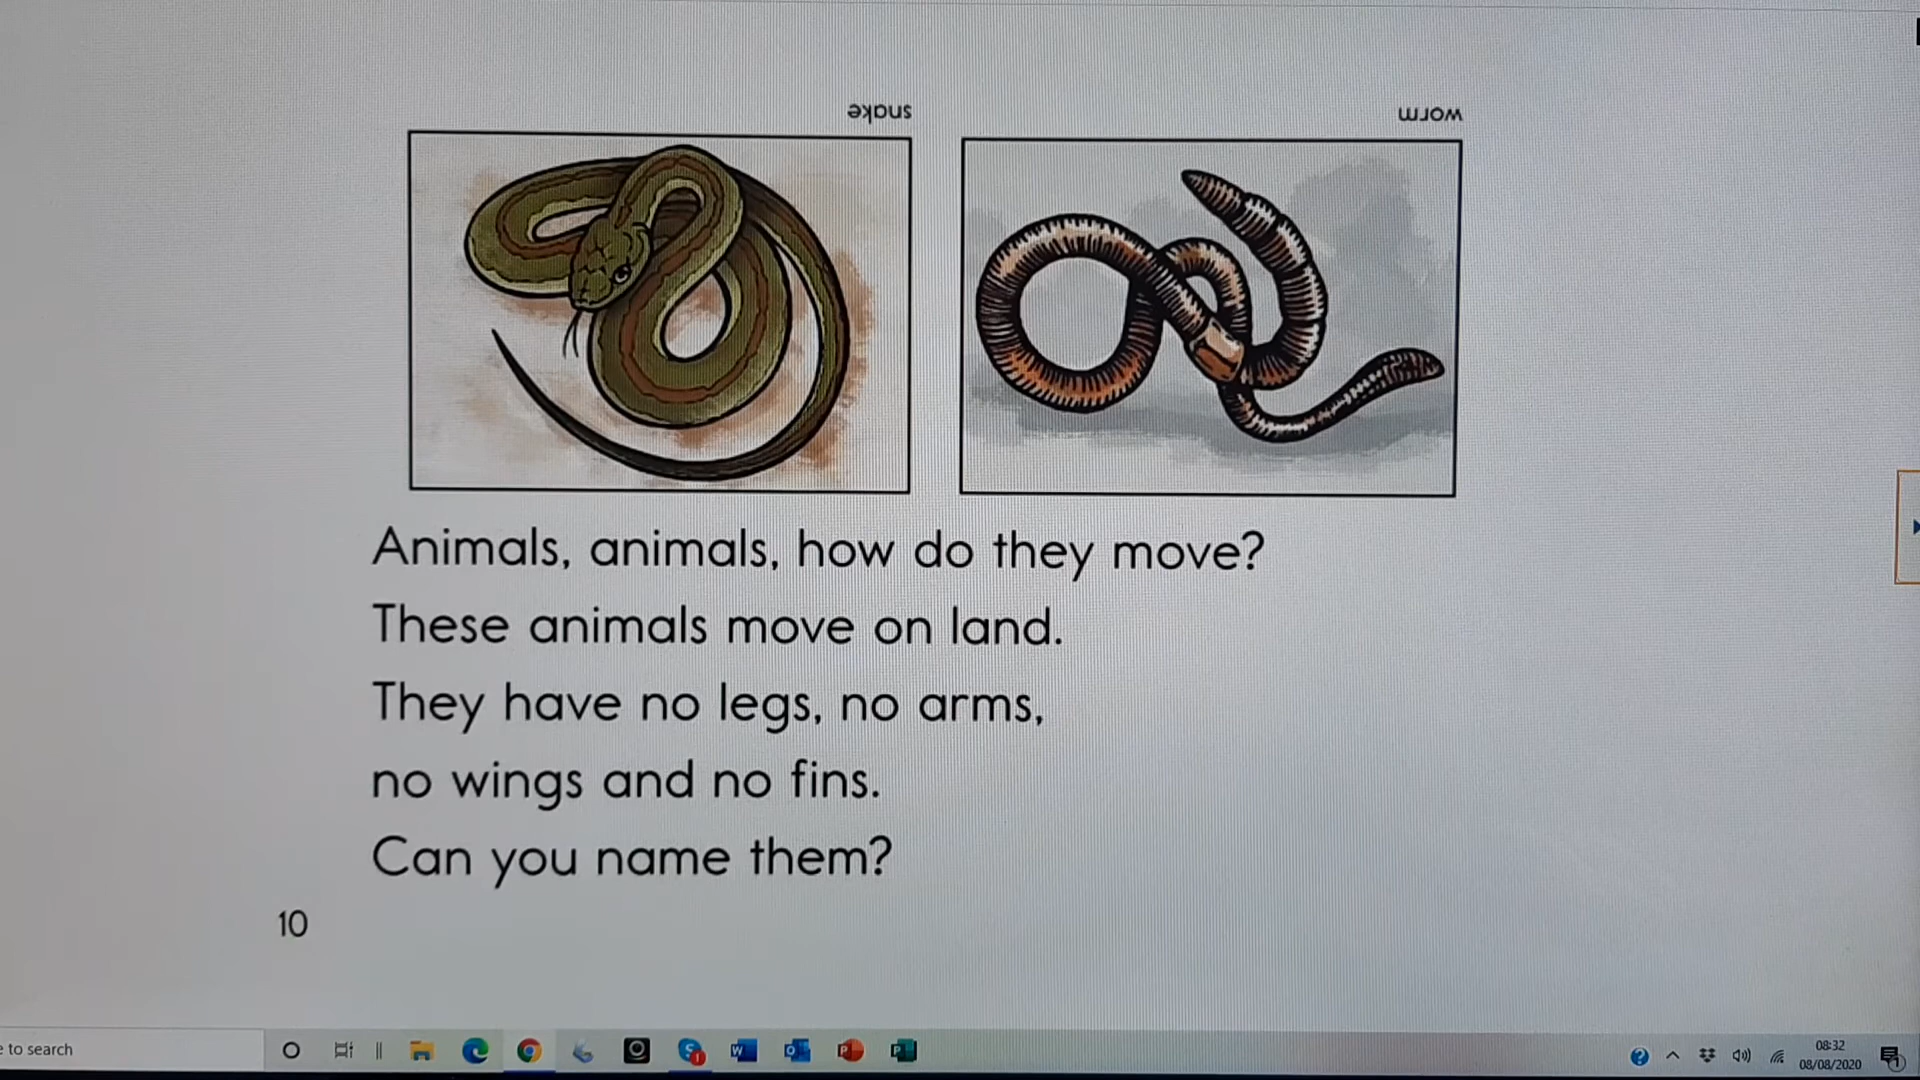 snake
worm
Animals, animals, how do they move?
These animals move on land.
They have no legs, no arms,
no wings and no fins.
Can you name them?
10
e to search
08:32
08/08/2020